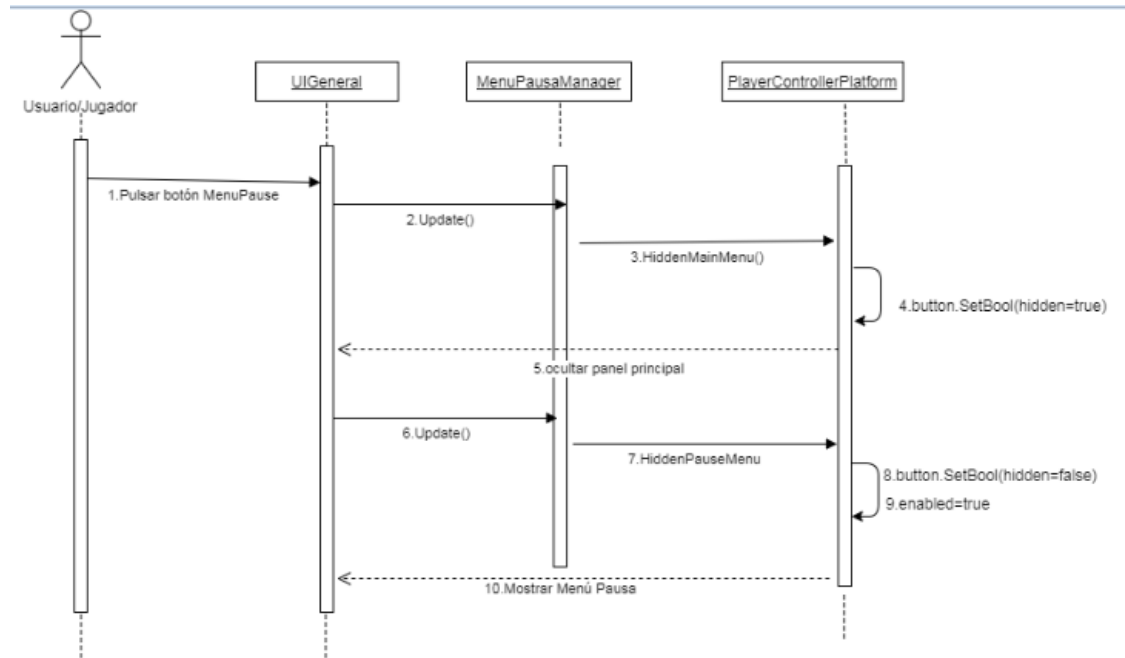 UIGeneral
MenuPausaManager
PlayerControllerPlatform
Usuario/Jugador
1.Pulsar botón MenuPause
2.Update()
3.HiddenMainMenu()
4.button.SetBool(hidden=true)
5.ocultar panel principal
6.Update()
7.HiddenPauseMenu
8.button.SetBool(hidden=false)
9.enabled=true
10.Mostrar Menú Pausa